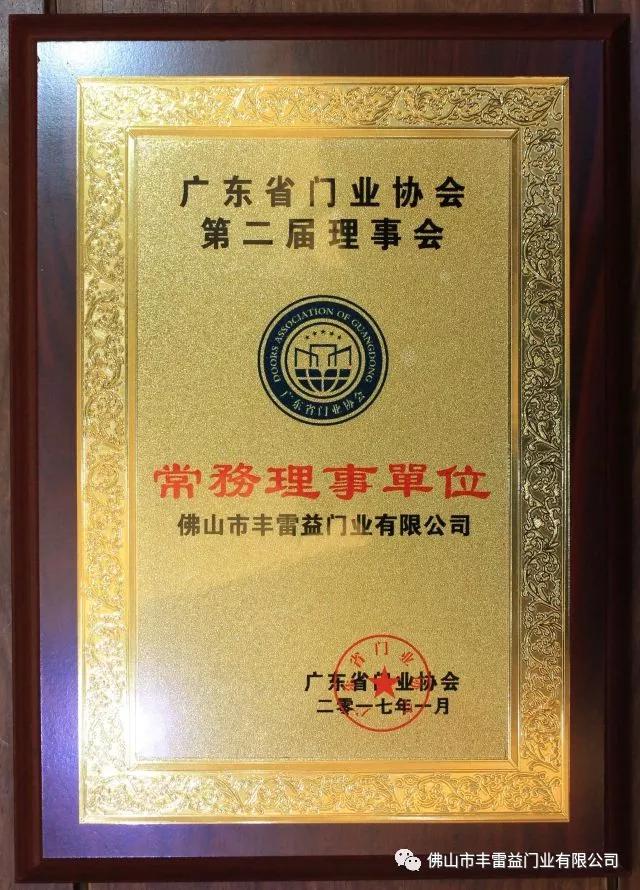 广东省门业协会
第二届理事会
DOORS ASSOCIATION OF GUANGDONG
广东省门业协会
常務理事單位
佛山市丰雷益门业有限公司
广东省门业协会
二零一七年一月
佛山市丰雷益门业有限公司